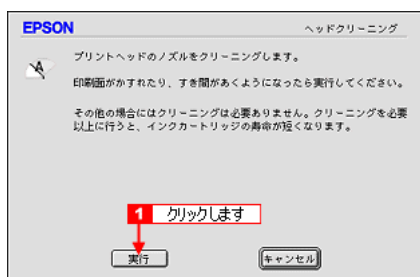 EPSON
ヘッドクリーニング
プリントヘッドのノズルをクリーニングします。
印刷面がかすれたり、すき間があくようになったら実行してください。
その他の場合にはクリーニングは必要ありません。クリーニングを必要
以上に行うと、インクカートリッジの寿命が短くなります。
1 クリックします
実行
キャンセル